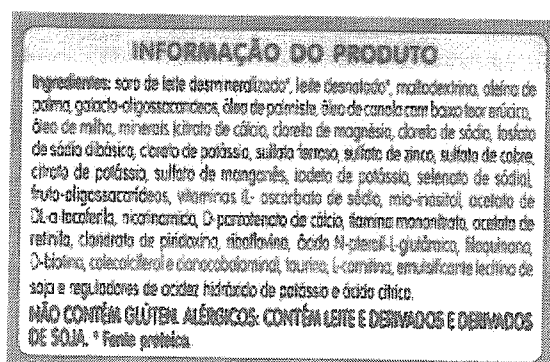 INFORMAÇÃO DO PRODUTO
Ingredientes: soro de leite desmineralizado*, leite desnatado*, maltodextrina, oleína de
palma, galacto-oligossacarídeos, óleo de palmiste, óleo de canola com baixo teor erúcico,
óleo de milho, minerais (citrato de cálcio, cloreto de magnésio, cloreto de sódio, fosfato
de sódio dibásico, cloreto de potássio, sulfato ferroso, sulfato de zinco, sulfato de cobre,
citrato de potássio, sulfato de manganês, iodeto de potássio, selenato de sódio),
fruto-oligossacarídeos, vitaminas (L- ascorbato de sódio, mio-inositol, acetato de
DL-a tocoferila, nicotinamida, D-pantotenato de cálcio, tiamina mononitrato, acetato de
retinila, cloridrato de piridoxina, riboflavina, ácido N-pteroil-L-glutâmico, filoquinona,
D-biotina, colecalciferol e cianocobalamina), taurina, L-carnitina, emulsificante lecitina de
soja e reguladores de acidez hidróxido de potássio e ácido cítrico.
NÃO CONTÉM GLÚTEN. ALÉRGICOS: CONTÉM LEITE E DERIVADOS E DERIVADOS
DE SOJA. * Fonte proteica.